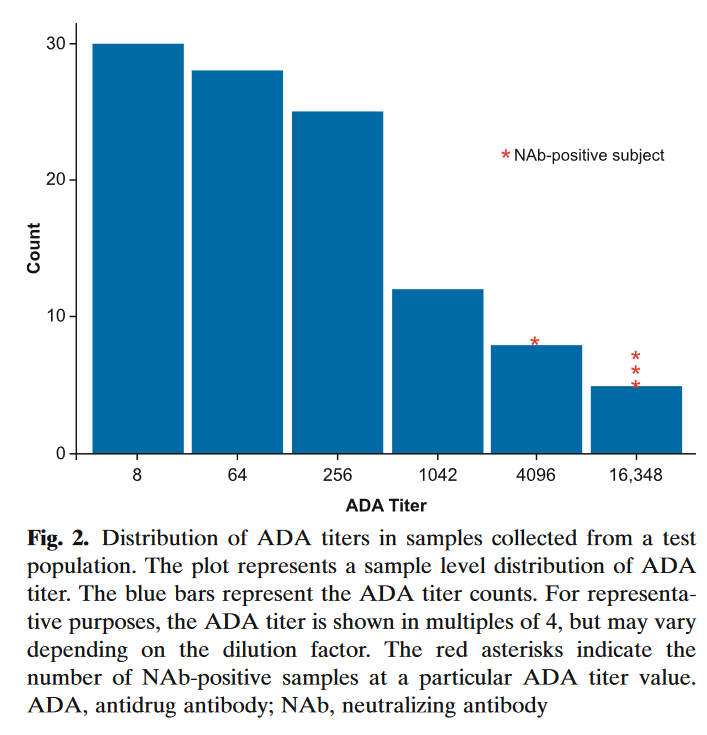 30
20
10
0
Count
* NAb-positive subject
*
*
*
*
8 64 256 1042 4096 16,348
ADA Titer
Fig. 2. Distribution of ADA titers in samples collected from a test
population. The plot represents a sample level distribution of ADA
titer. The blue bars represent the ADA titer counts. For representa-
tive purposes, the ADA titer is shown in multiples of 4, but may vary
depending on the dilution factor. The red asterisks indicate the
number of NAb-positive samples at a particular ADA titer value.
ADA, antidrug antibody; NAb, neutralizing antibody